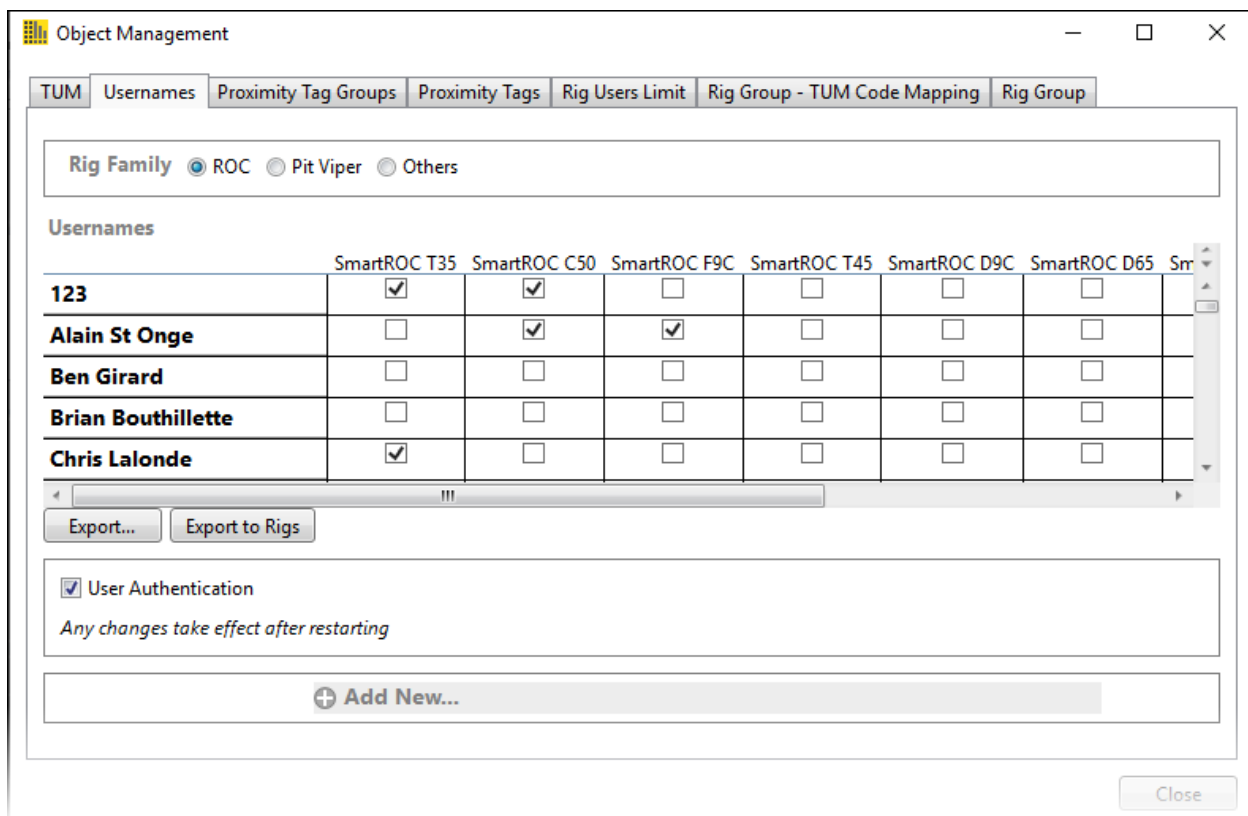 Object Management
TUM Usernames Proximity Tag Groups Proximity Tags Rig Users Limit Rig Group - TUM Code Mapping Rig Group
Rig Family ROC Pit Viper Others
Usernames
SmartROC T35 SmartROC C50 SmartROC F9C SmartROC T45 SmartROC D9C SmartROC D65 Sm
123
Alain St Onge
Ben Girard
Brian Bouthillette
Chris Lalonde
Export... Export to Rigs
User Authentication
Any changes take effect after restarting
Add New...
Close